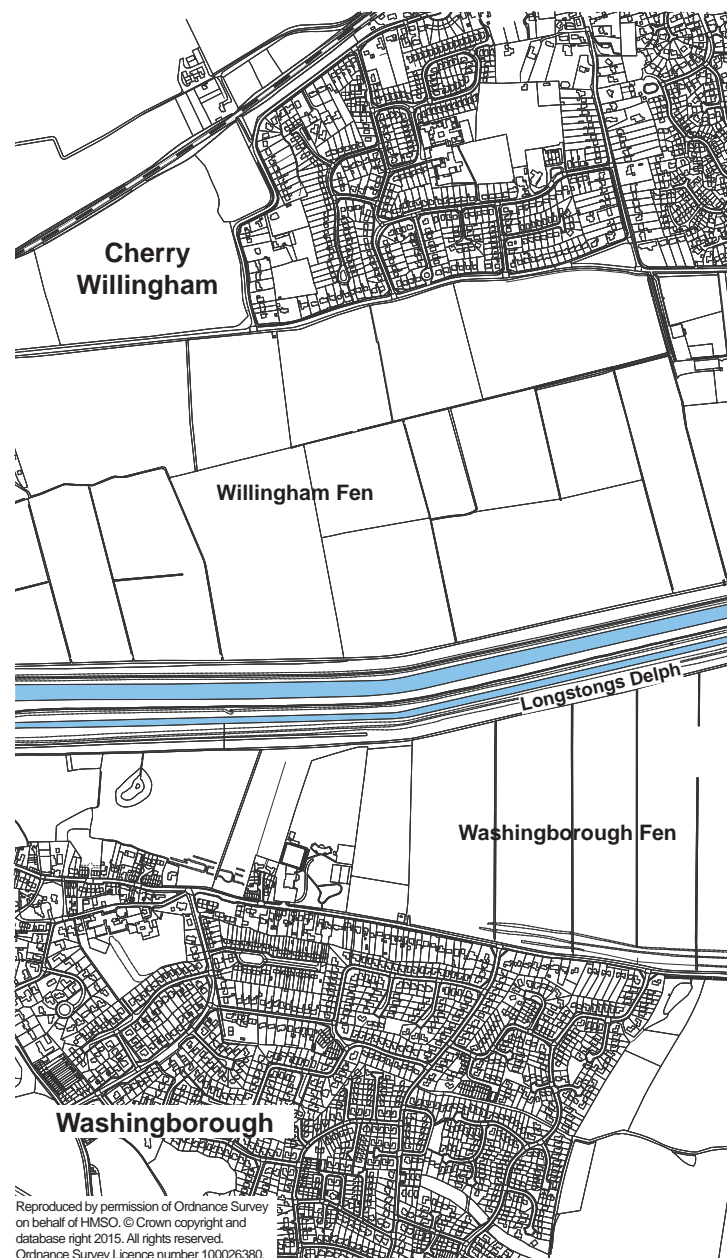 Cherry
Willingham
Willingham Fen
Longstongs Delph
Washingborough Fen
Washingborough
Reproduced by permission of Ordnance Survey
on behalf of HMSO. © Crown copyright and
database right 2015. All rights reserved.
Ordnance Survey Licence number 100026380.